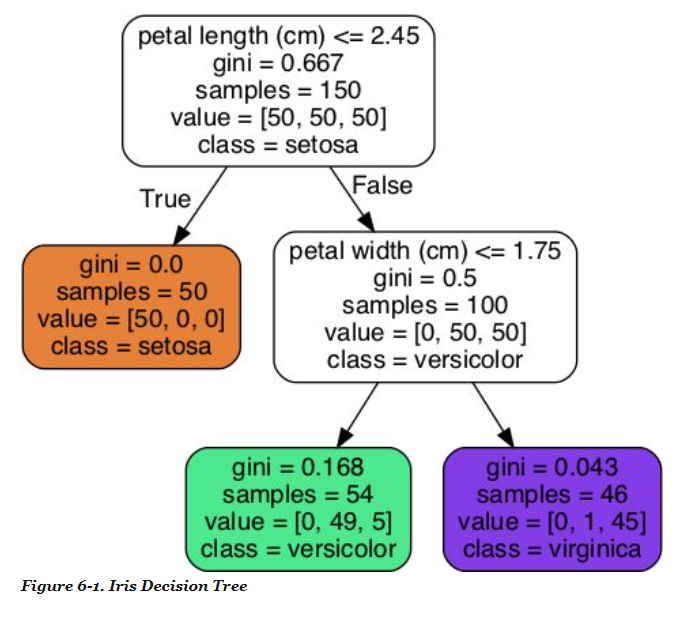 petal length (cm) <= 2.45
gini = 0.667
samples = 150
value = [50, 50, 50]
class = setosa
True
False
gini = 0.0
samples = 50
value = [50, 0, 0]
class = setosa
petal width (cm) <= 1.75
gini = 0.5
samples = 100
value = [0, 50, 50]
class = versicolor
gini = 0.168
samples = 54
value = [0, 49, 5]
class = versicolor
gini = 0.043
samples = 46
value = [0, 1, 45]
class = virginica
Figure 6-1. Iris Decision Tree